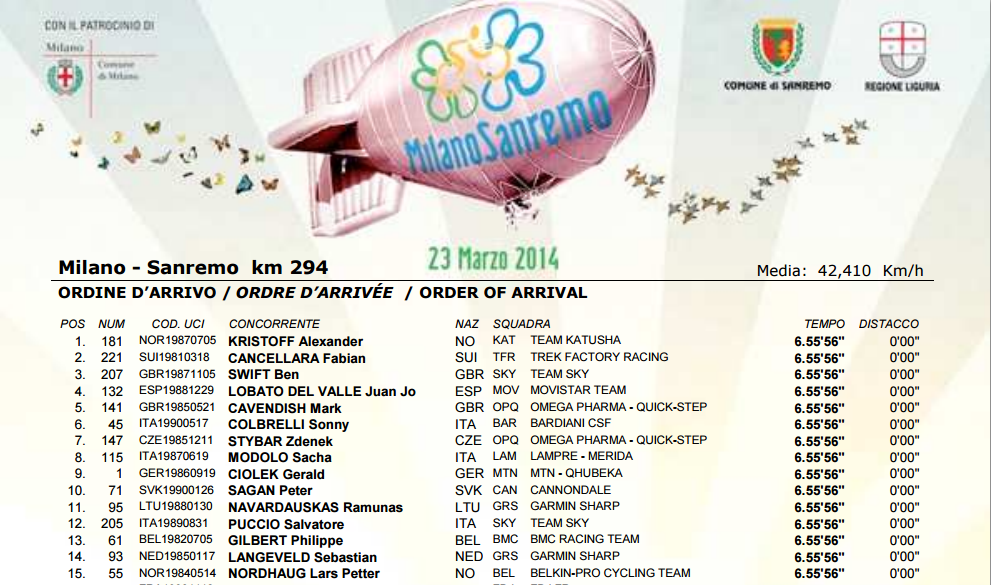 CON IL PATROCINIO DI
Milano
Comune
di Milano
MilanoSanremo
COMUNE di SANREMO
REGIONE LIGURIA
23 Marzo 2014
Milano - Sanremo km 294
Media: 42,410 Km/h
ORDINE D'ARRIVO / ORDRE D'ARRIVÉE / ORDER OF ARRIVAL
POS NUM COD. UCI CONCORRENTE NAZ SQUADRA TEMPO DISTACCO
1. 181 NOR19870705 KRISTOFF Alexander NO KAT TEAM KATUSHA 6.55'56" 0'00"
2. 221 SUI19810318 CANCELLARA Fabian SUI TFR TREK FACTORY RACING 6.55'56" 0'00"
3. 207 GBR19871105 SWIFT Ben GBR SKY TEAM SKY 6.55'56" 0'00"
4. 132 ESP19881229 LOBATO DEL VALLE Juan Jo ESP MOV MOVISTAR TEAM 6.55'56" 0'00"
5. 141 GBR19850521 CAVENDISH Mark GBR OPQ OMEGA PHARMA - QUICK-STEP 6.55'56" 0'00"
6. 45 ITA19900517 COLBRELLI Sonny ITA BAR BARDIANI CSF 6.55'56" 0'00"
7. 147 CZE19851211 STYBAR Zdenek CZE OPQ OMEGA PHARMA - QUICK-STEP 6.55'56" 0'00"
8. 115 ITA19870619 MODOLO Sacha ITA LAM LAMPRE - MERIDA 6.55'56" 0'00"
9. 1 GER19860919 CIOLEK Gerald GER MTN MTN - QHUBEKA 6.55'56" 0'00"
10. 71 SVK19900126 SAGAN Peter SVK CAN CANNONDALE 6.55'56" 0'00"
11. 95 LTU19880130 NAVARDAUSKAS Ramunas LTU GRS GARMIN SHARP 6.55'56" 0'00"
12. 205 ITA19890831 PUCCIO Salvatore ITA SKY TEAM SKY 6.55'56" 0'00"
13. 61 BEL19820705 GILBERT Philippe BEL BMC BMC RACING TEAM 6.55'56" 0'00"
14. 93 NED19850117 LANGEVELD Sebastian NED GRS GARMIN SHARP 6.55'56" 0'00"
15. 55 NOR19840514 NORDHAUG Lars Petter NO BEL BELKIN-PRO CYCLING TEAM 6.55'56" 0'00"